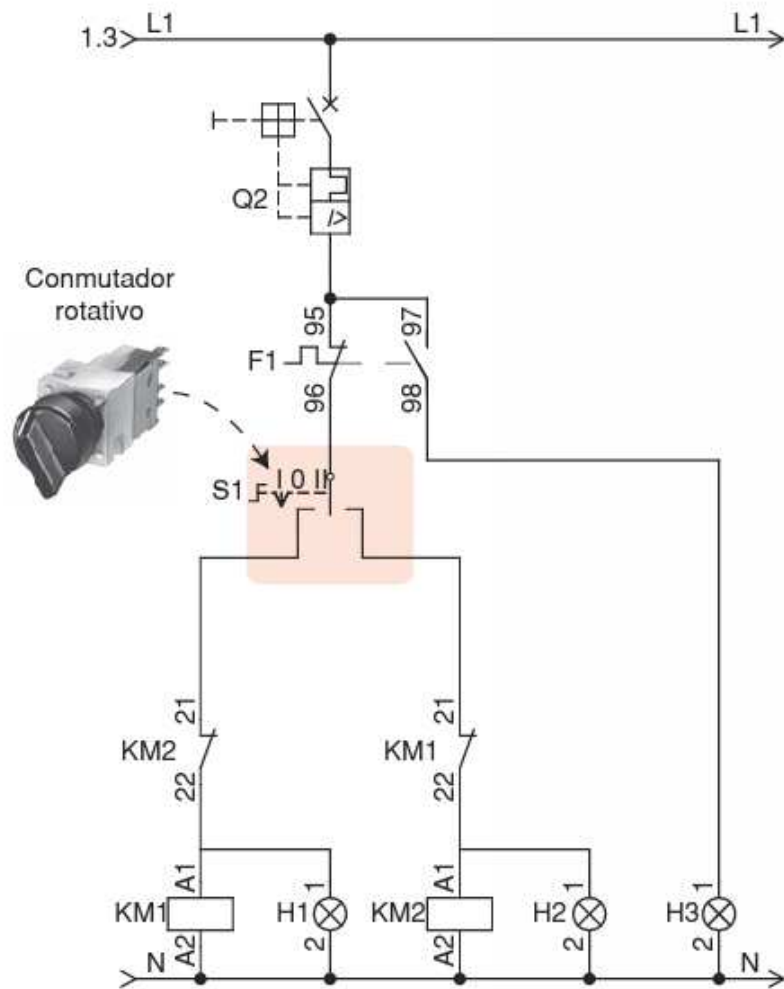 L1 L1
1.3
Q2
I>
Conmutador
rotativo
95 97
F1
96 98
S1 I 0 II
21 21
KM2 KM1
22 22
A1 1 A1 1 1
KM1 H1 KM2 H2 H3
A2 2 A2 2 2
N N